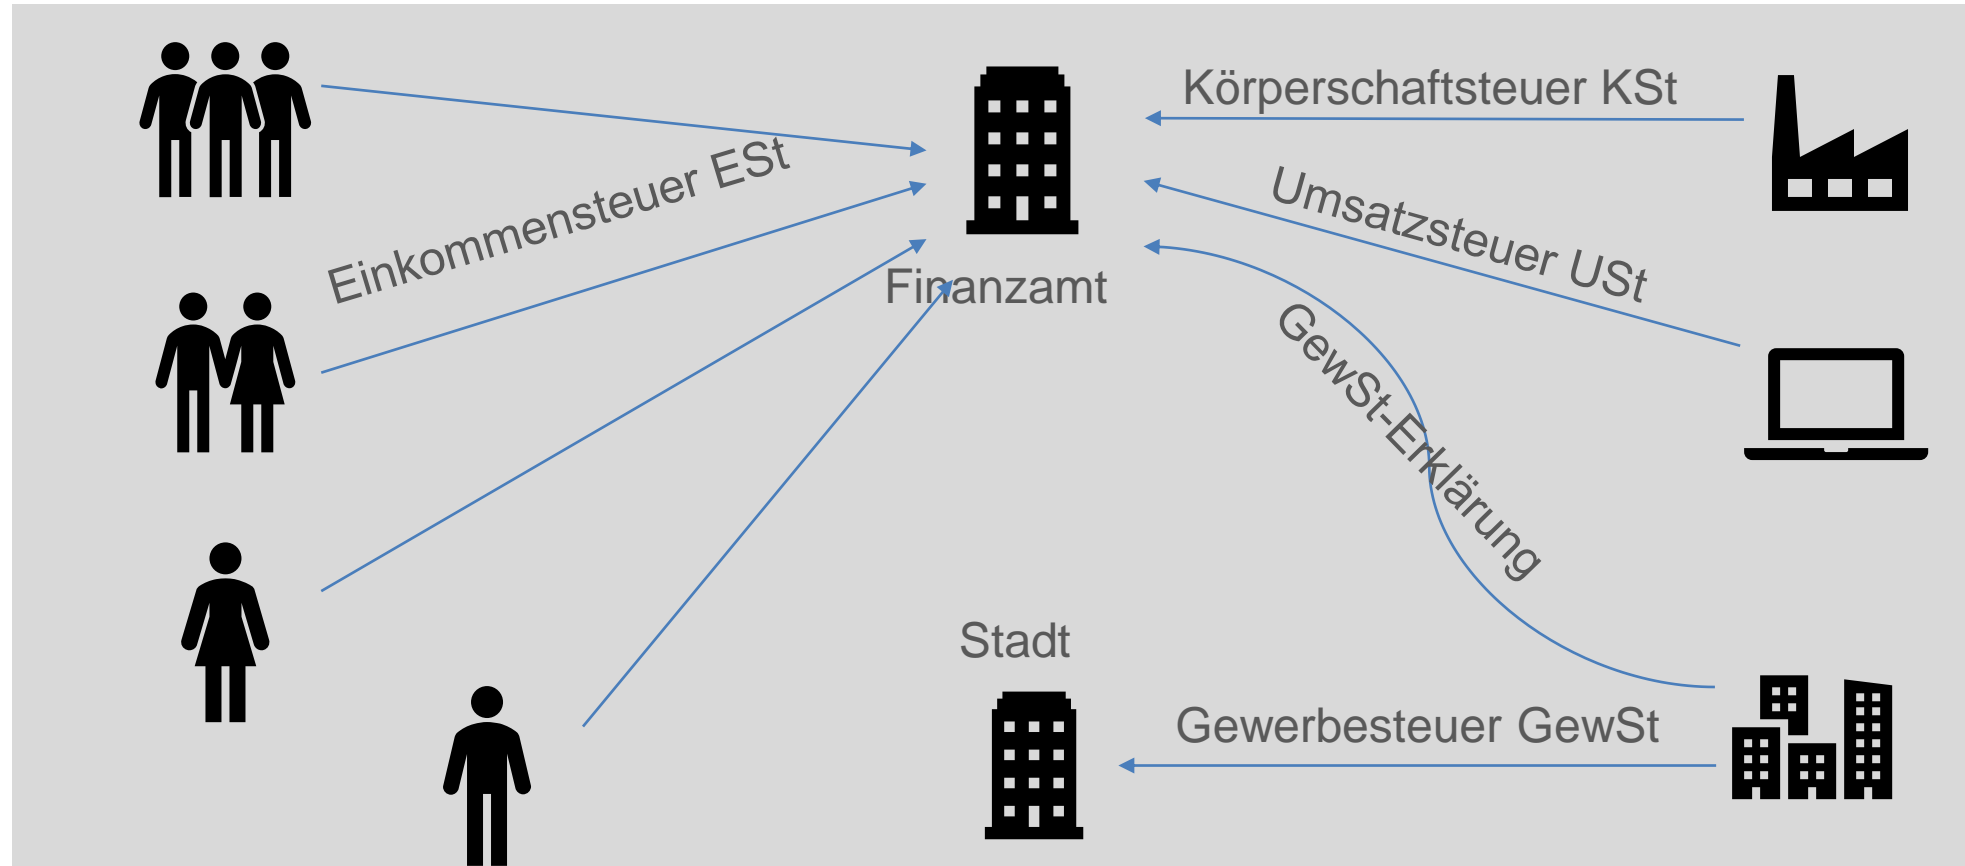 Körperschaftsteuer KSt
Einkommensteuer ESt
Umsatzsteuer USt
Finanzamt
GewSt-Erklärung
Stadt
Gewerbesteuer GewSt